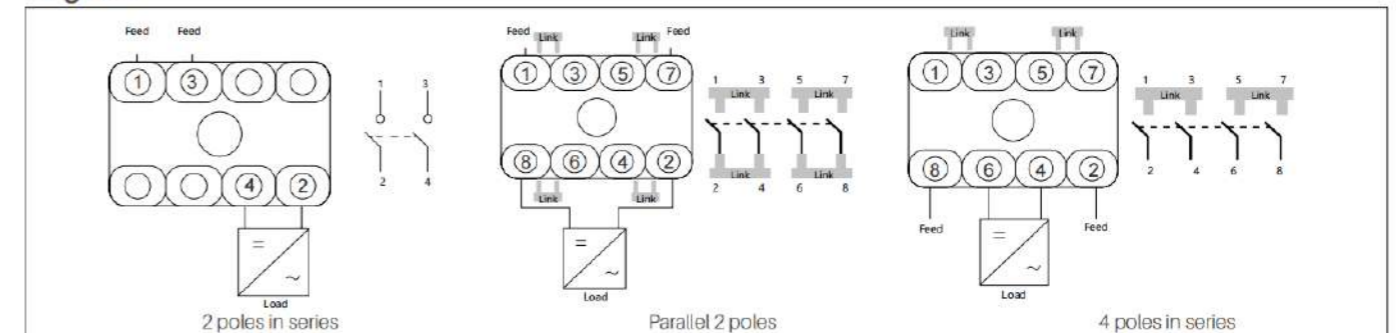 Feed Feed
① ③
④ ②
1 3
2 4
= ~
Load
2 poles in series
Feed Link Link Feed
① ③ ⑤ ⑦
⑧ ⑥ ④ ②
Link Link
1 3 5 7
Link Link
Link Link
2 4 6 8
= ~
Load
Parallel 2 poles
Link Link
① ③ ⑤ ⑦
⑧ ⑥ ④ ②
Feed Feed
1 3 5 7
Link Link
2 4 6 8
= ~
Load
4 poles in series